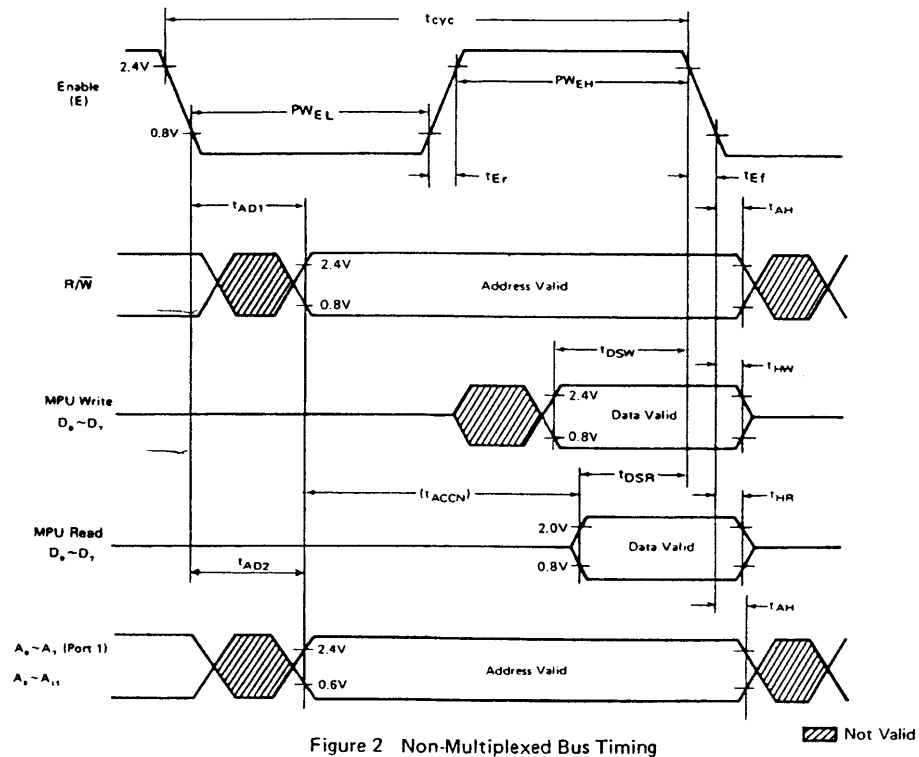 tcyc
2.4V
Enable
(E)
PWEH
PWEL
0.8V
tEr
tEf
tAD1
tAH
2.4V
R/W̅
Address Valid
0.8V
tDSW
tHW
MPU Write
D₀~D₇
2.4V
Data Valid
0.8V
tDSR
(tACCN)
tHR
MPU Read
D₀~D₇
2.0V
Data Valid
0.8V
tAD2
tAH
A₀~A₇ (Port 1)
2.4V
Address Valid
A₈~A₁₅
0.6V
Not Valid
Figure 2 Non-Multiplexed Bus Timing